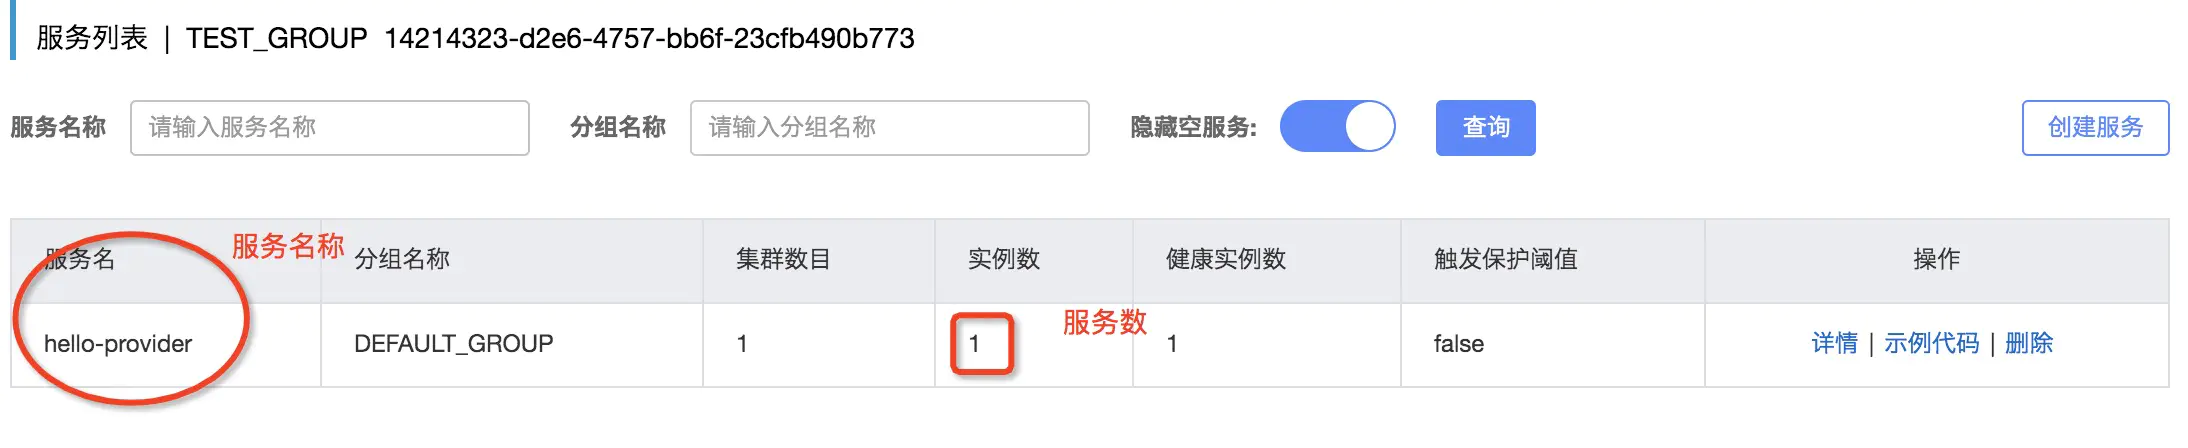 服务列表 | TEST_GROUP 14214323-d2e6-4757-bb6f-23cfb490b773
服务名称 请输入服务名称 分组名称 请输入分组名称 隐藏空服务: 查询 创建服务
服务名 服务名称 分组名称 集群数目 实例数 健康实例数 触发保护阈值 操作
服务数
hello-provider DEFAULT_GROUP 1 1 1 false 详情 | 示例代码 | 删除